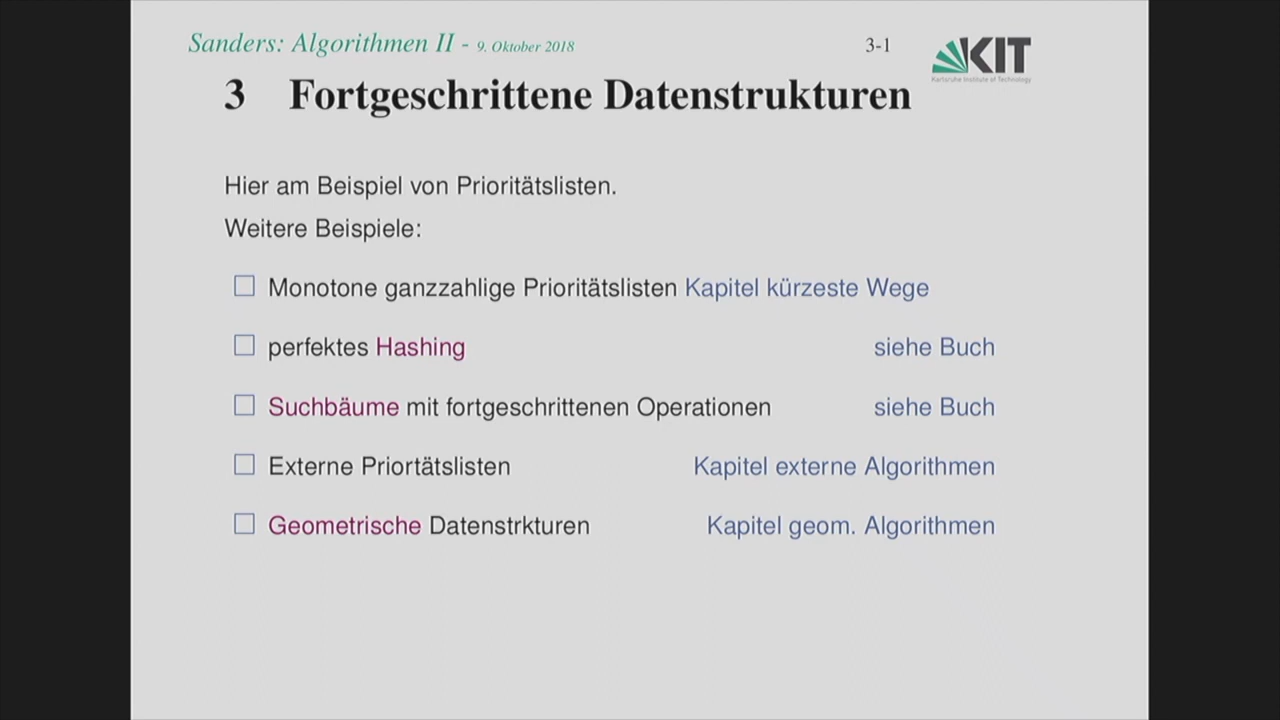 Sanders: Algorithmen II - 9. Oktober 2018 3-1
KIT
Karlsruhe Institute of Technology
3 Fortgeschrittene Datenstrukturen
Hier am Beispiel von Prioritätslisten.
Weitere Beispiele:
Monotone ganzzahlige Prioritätslisten Kapitel kürzeste Wege
perfektes Hashing siehe Buch
Suchbäume mit fortgeschrittenen Operationen siehe Buch
Externe Priortätslisten Kapitel externe Algorithmen
Geometrische Datenstrkturen Kapitel geom. Algorithmen